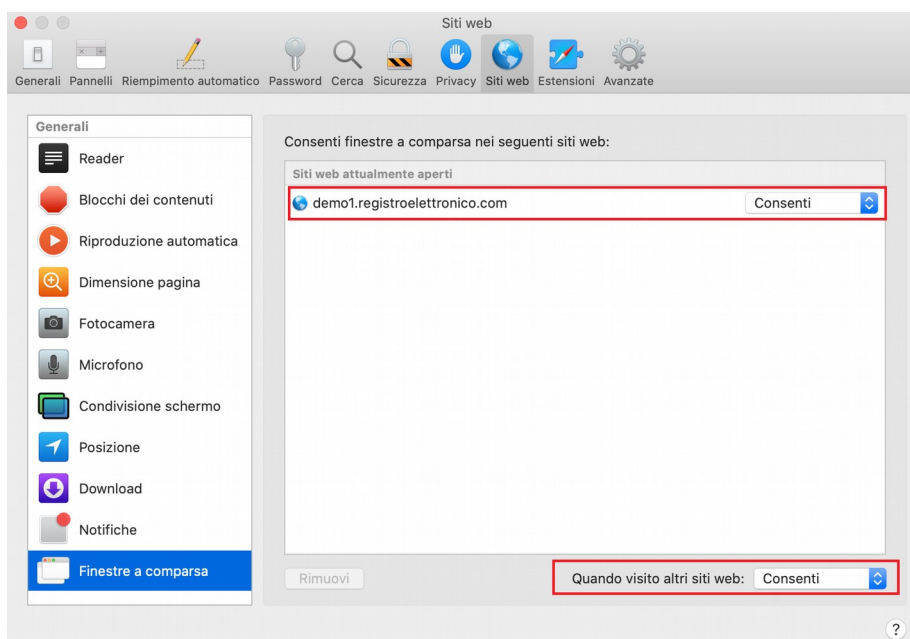 Siti web
Generali Pannelli Riempimento automatico Password Cerca Sicurezza Privacy Siti web Estensioni Avanzate
Generali
Reader
Blocchi dei contenuti
Riproduzione automatica
Dimensione pagina
Fotocamera
Microfono
Condivisione schermo
Posizione
Download
Notifiche
Finestre a comparsa
Consenti finestre a comparsa nei seguenti siti web:
Siti web attualmente aperti
demo1.registroelettronico.com Consenti
Rimuovi Quando visito altri siti web: Consenti
?